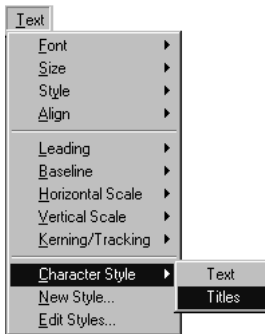 Text
Font
Size
Style
Align
Leading
Baseline
Horizontal Scale
Vertical Scale
Kerning/Tracking
Character Style
Text
New Style...
Titles
Edit Styles...